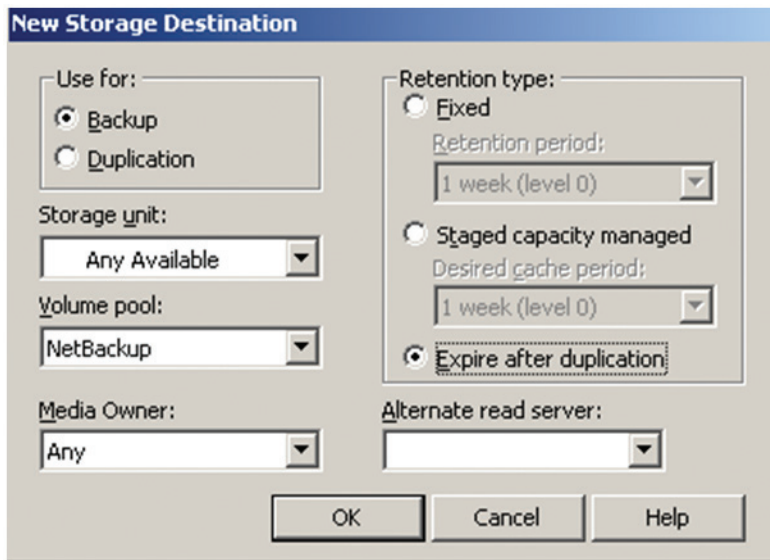 New Storage Destination
Use for:
Backup
Duplication
Storage unit:
Any Available
Volume pool:
NetBackup
Media Owner:
Any
Retention type:
Fixed
Retention period:
1 week (level 0)
Staged capacity managed
Desired cache period:
1 week (level 0)
Expire after duplication
Alternate read server:
OK
Cancel
Help